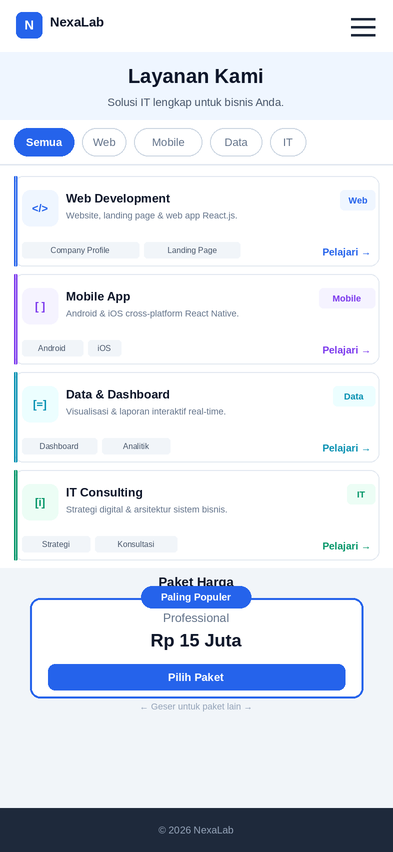 N NexaLab
Layanan Kami
Solusi IT lengkap untuk bisnis Anda.
Semua Web Mobile Data IT
</> Web Development Web
Website, landing page & web app React.js.
Company Profile Landing Page Pelajari →
[ ] Mobile App Mobile
Android & iOS cross-platform React Native.
Android iOS Pelajari →
[=] Data & Dashboard Data
Visualisasi & laporan interaktif real-time.
Dashboard Analitik Pelajari →
[i] IT Consulting IT
Strategi digital & arsitektur sistem bisnis.
Strategi Konsultasi Pelajari →
Paket Harga
Paling Populer
Professional
Rp 15 Juta
Pilih Paket
← Geser untuk paket lain →
© 2026 NexaLab